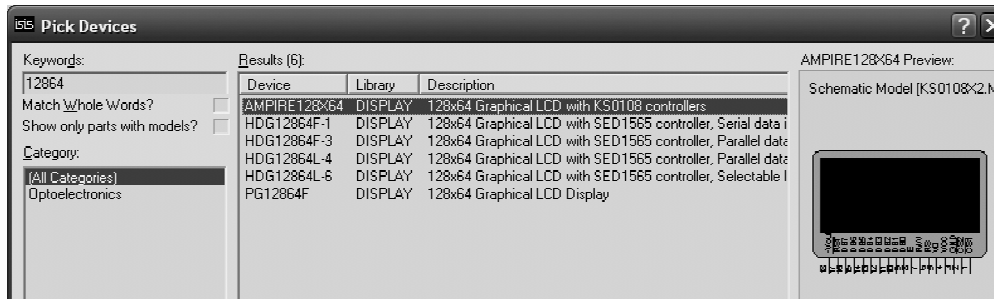 ISIS Pick Devices ?
Keywords:
12864
Match Whole Words?
Show only parts with models?
Category:
(All Categories)
Optoelectronics
Results (6):
Device Library Description
AMPIRE128X64 DISPLAY 128x64 Graphical LCD with KS0108 controllers
HDG12864F-1 DISPLAY 128x64 Graphical LCD with SED1565 controller, Serial data i
HDG12864F-3 DISPLAY 128x64 Graphical LCD with SED1565 controller, Parallel data
HDG12864L-4 DISPLAY 128x64 Graphical LCD with SED1565 controller, Parallel data
HDG12864L-6 DISPLAY 128x64 Graphical LCD with SED1565 controller, Selectable I
PG12864F DISPLAY 128x64 Graphical LCD Display
AMPIRE128X64 Preview:
Schematic Model [KS0108X2.M